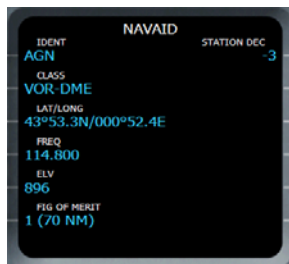 NAVAID
IDENT STATION DEC
AGN -3
CLASS
VOR-DME
LAT/LONG
43°53.3N/000°52.4E
FREQ
114.800
ELV
896
FIG OF MERIT
1 (70 NM)